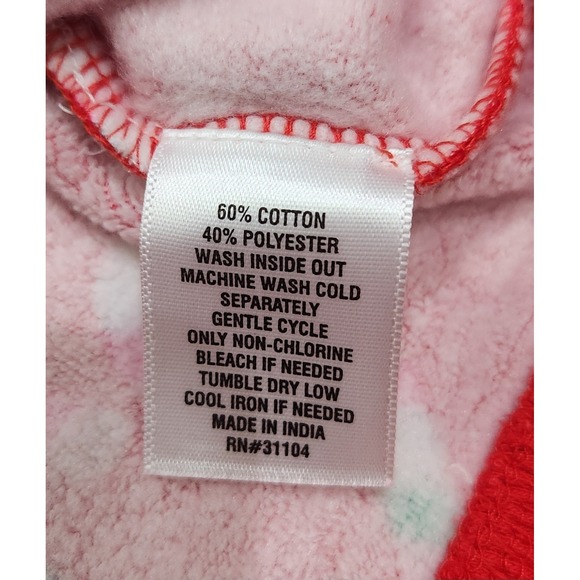 60% COTTON
40% POLYESTER
WASH INSIDE OUT
MACHINE WASH COLD
SEPARATELY
GENTLE CYCLE
ONLY NON-CHLORINE
BLEACH IF NEEDED
TUMBLE DRY LOW
COOL IRON IF NEEDED
MADE IN INDIA
RN#31104